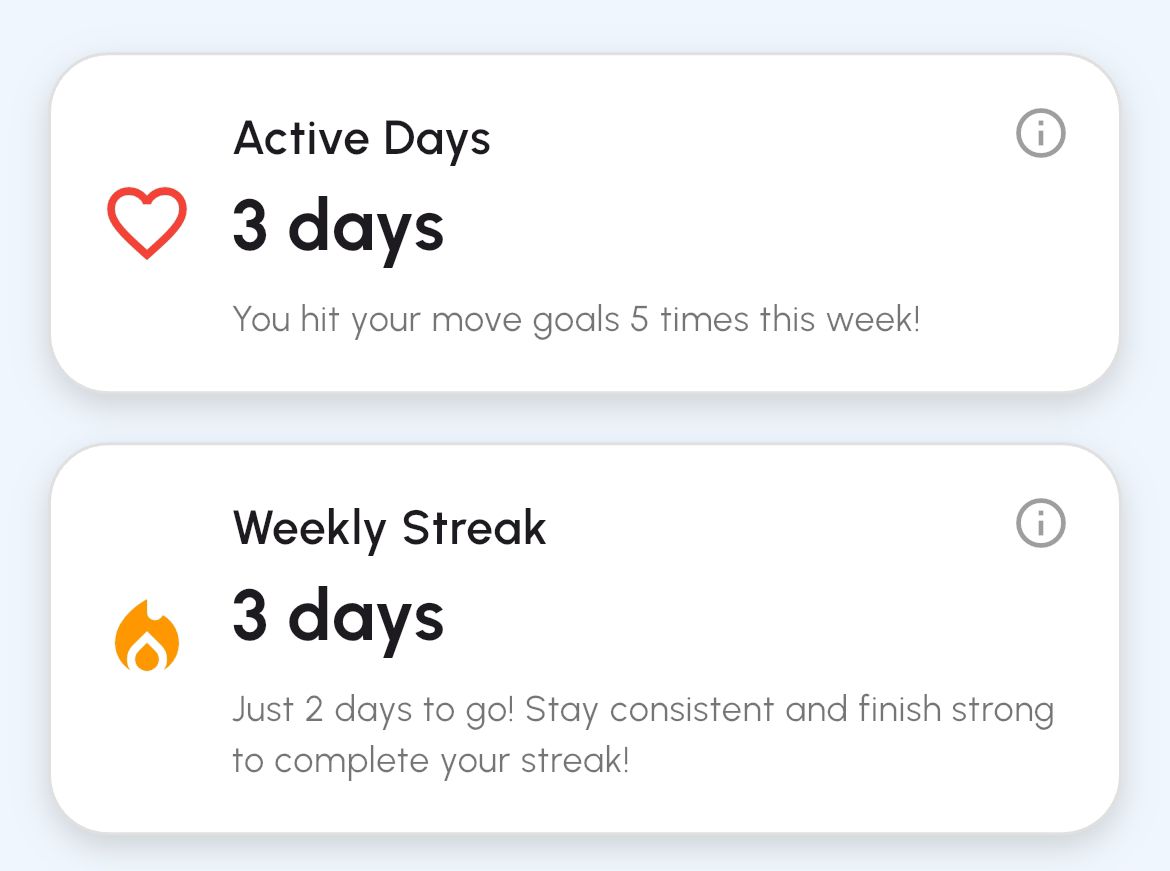 Active Days
3 days
You hit your move goals 5 times this week!
Weekly Streak
3 days
Just 2 days to go! Stay consistent and finish strong
to complete your streak!